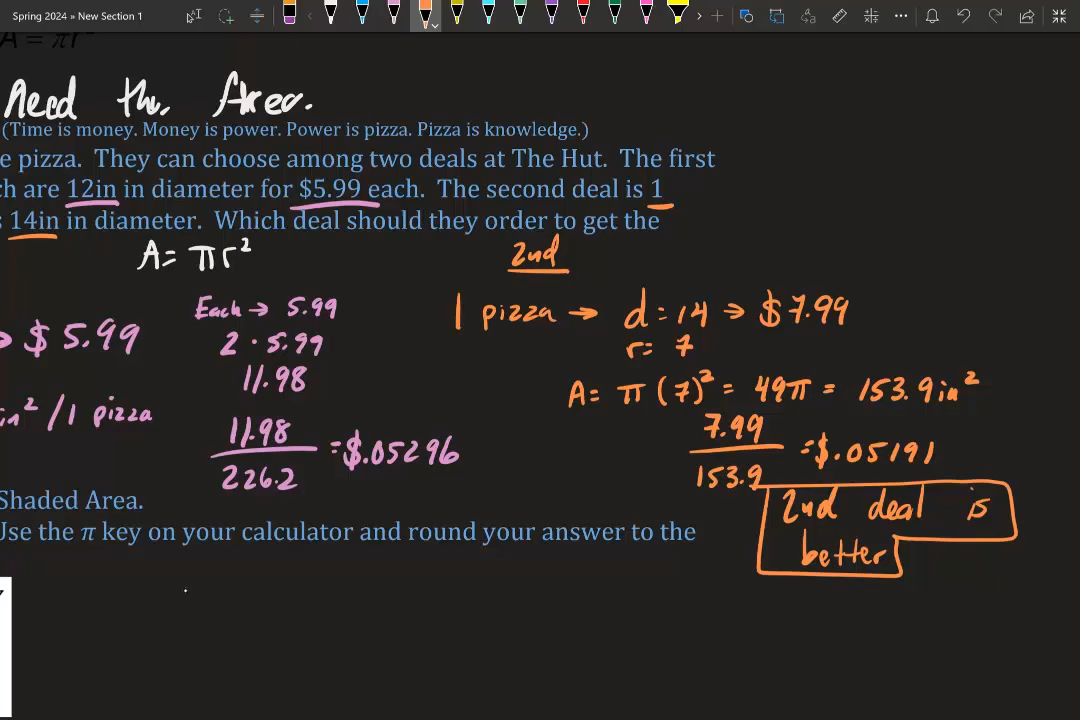 Spring 2024 » New Section 1
A = πr²
Need the Area.
(Time is money. Money is power. Power is pizza. Pizza is knowledge.)
e pizza. They can choose among two deals at The Hut. The first
ch are 12in in diameter for $5.99 each. The second deal is 1
s 14in in diameter. Which deal should they order to get the
A = πr²
2nd
Each → 5.99
1 pizza → d = 14 → $7.99
→ $5.99
2 · 5.99
r = 7
11.98
A = π(7)² = 49π = 153.9in²
in² / 1 pizza
11.98
226.2
= $.05296
7.99
153.9
= $.05191
Shaded Area.
2nd deal is
better
Use the π key on your calculator and round your answer to the